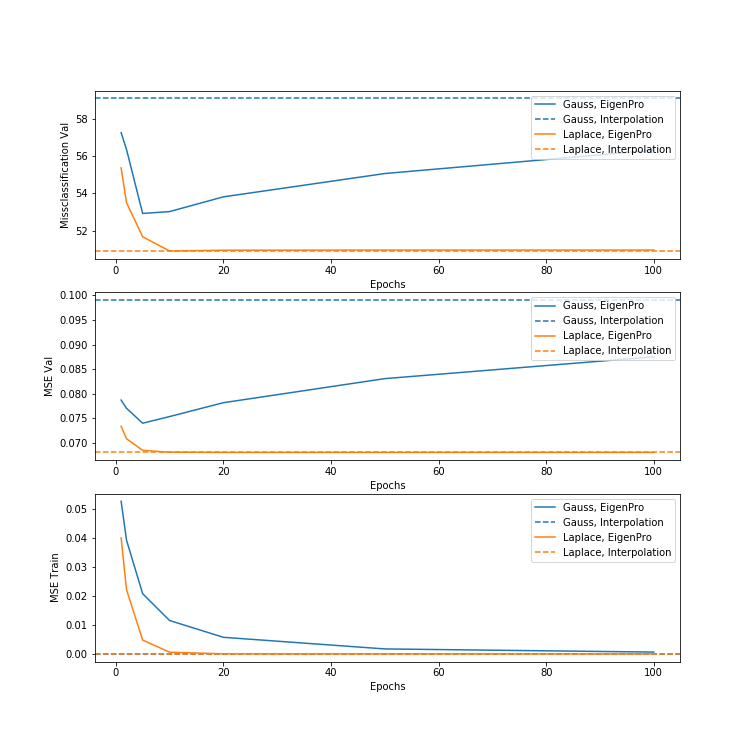 Missclassification Val
58
56
54
52
Gauss, EigenPro
Gauss, Interpolation
Laplace, EigenPro
Laplace, Interpolation
0 20 40 60 80 100
Epochs
MSE Val
0.100
0.095
0.090
0.085
0.080
0.075
0.070
Gauss, EigenPro
Gauss, Interpolation
Laplace, EigenPro
Laplace, Interpolation
0 20 40 60 80 100
Epochs
MSE Train
0.05
0.04
0.03
0.02
0.01
0.00
Gauss, EigenPro
Gauss, Interpolation
Laplace, EigenPro
Laplace, Interpolation
0 20 40 60 80 100
Epochs